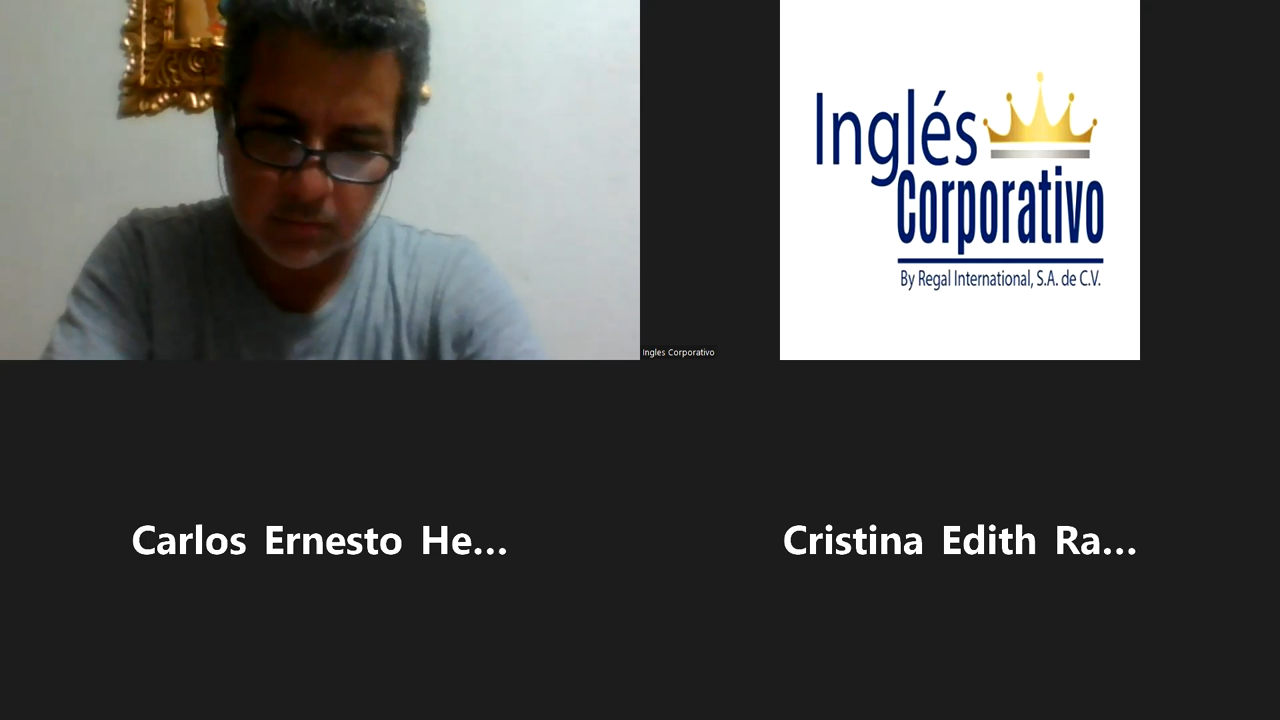 Inglés
Corporativo
By Regal International, S.A. de C.V.
Ingles Corporativo
Carlos Ernesto He...
Cristina Edith Ra...